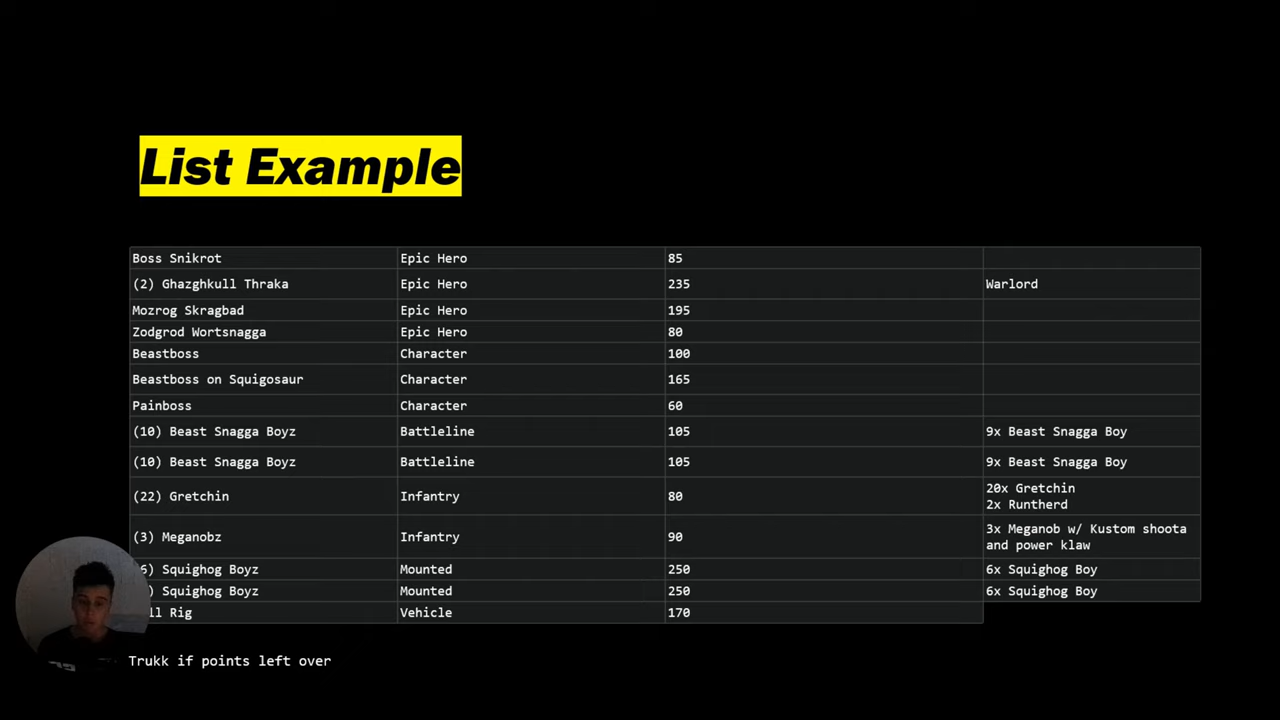 List Example
Boss Snikrot Epic Hero 85
(2) Ghazghkull Thraka Epic Hero 235 Warlord
Mozrog Skragbad Epic Hero 195
Zodgrod Wortsnagga Epic Hero 80
Beastboss Character 100
Beastboss on Squigosaur Character 165
Painboss Character 60
(10) Beast Snagga Boyz Battleline 105 9x Beast Snagga Boy
(10) Beast Snagga Boyz Battleline 105 9x Beast Snagga Boy
(22) Gretchin Infantry 80 20x Gretchin
2x Runtherd
(3) Meganobz Infantry 90 3x Meganob w/ Kustom shoota
and power klaw
6) Squighog Boyz Mounted 250 6x Squighog Boy
) Squighog Boyz Mounted 250 6x Squighog Boy
Rig Vehicle 170
Trukk if points left over